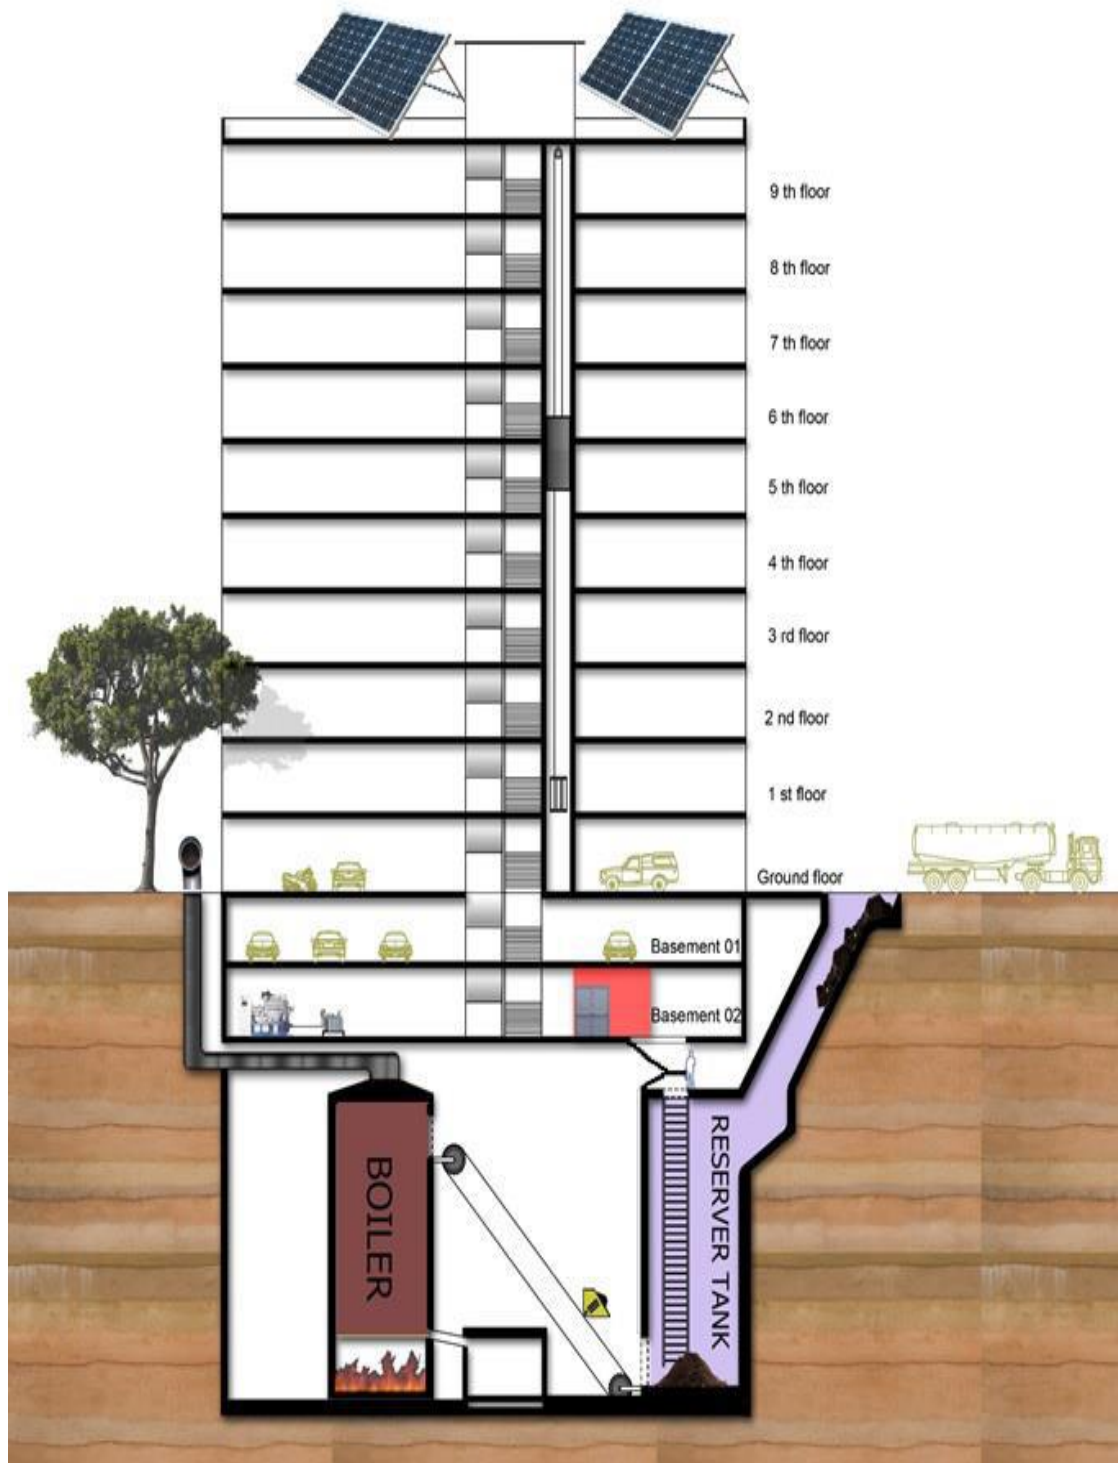 9 th floor
8 th floor
7 th floor
6 th floor
5 th floor
4 th floor
3 rd floor
2 nd floor
1 st floor
Ground floor
Basement 01
Basement 02
BOILER
RESERVER TANK